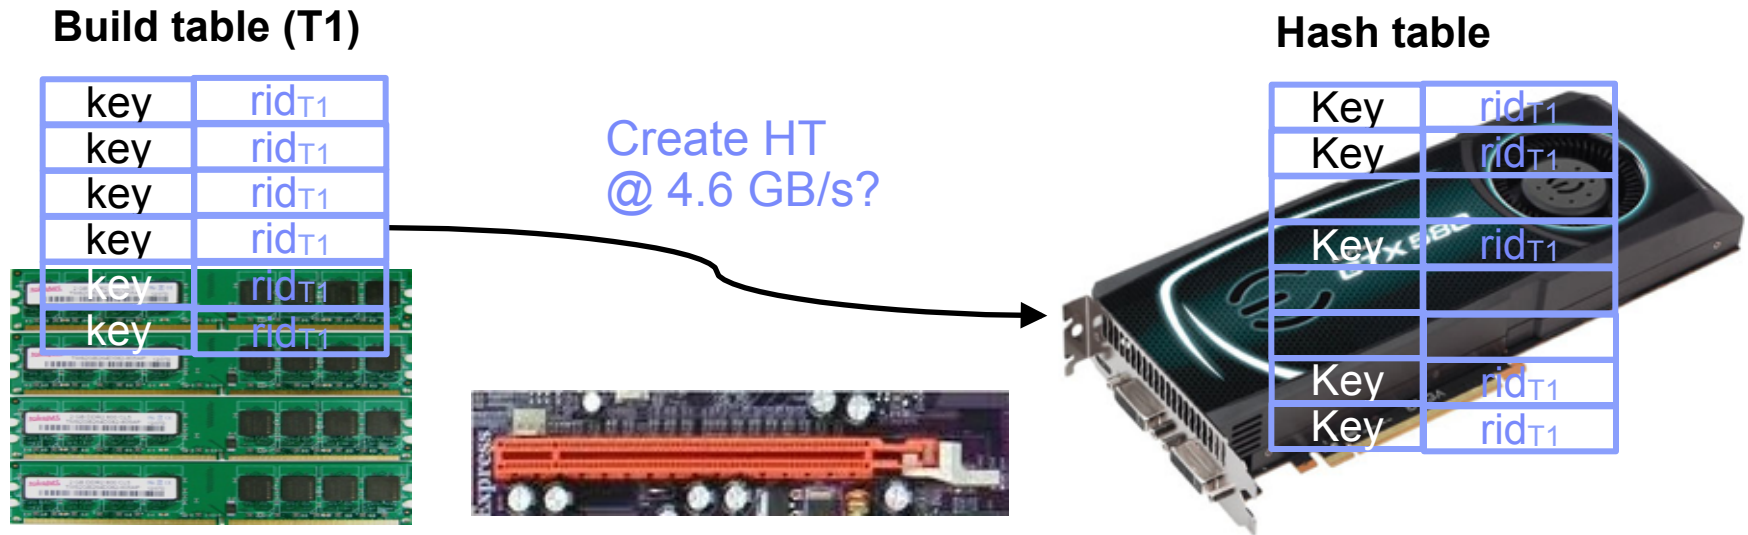 Build table (T1)
Hash table
key ridT1
key ridT1
key ridT1
key ridT1
key ridT1
key ridT1
Create HT
@ 4.6 GB/s?
Key ridT1
Key ridT1
Key ridT1
Key ridT1
Key ridT1
Express